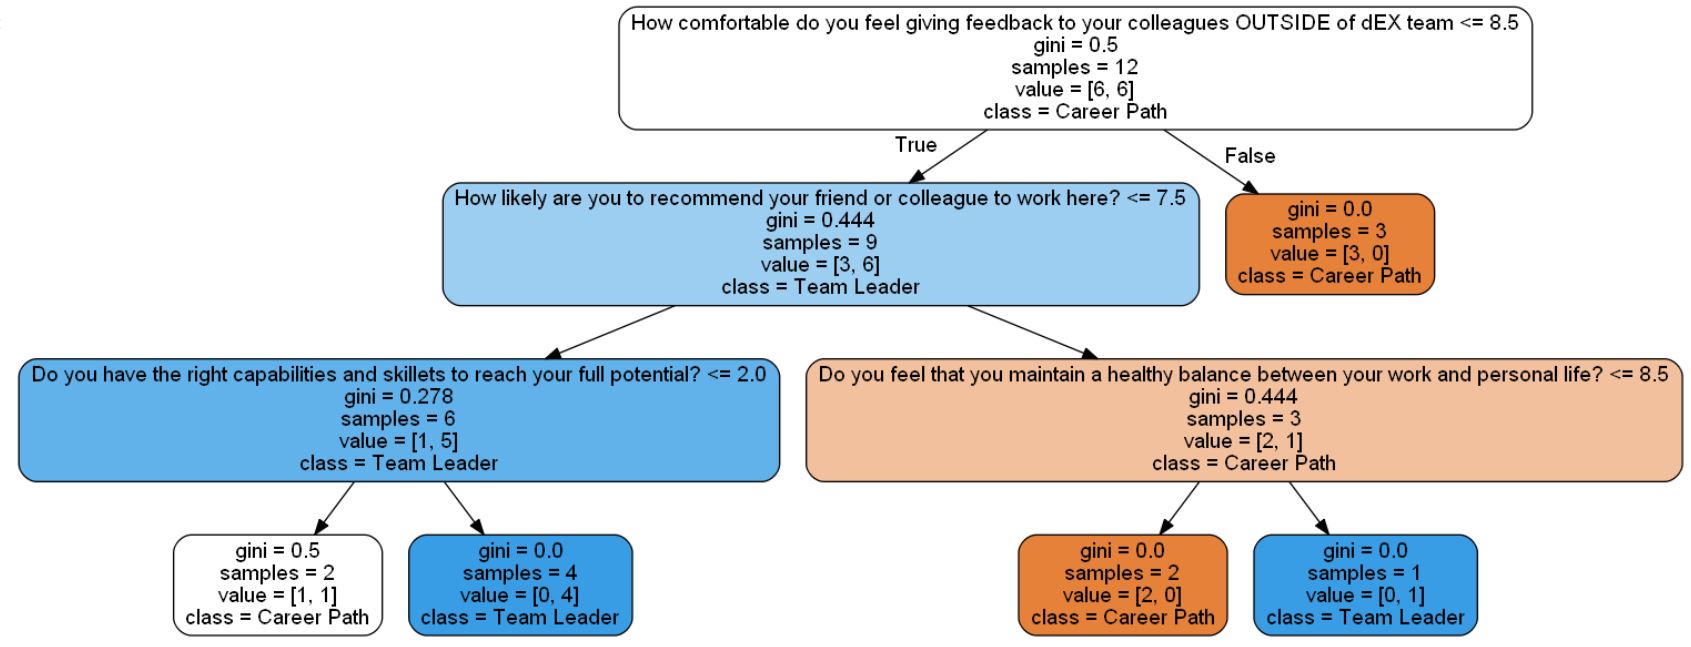 How comfortable do you feel giving feedback to your colleagues OUTSIDE of dEX team <= 8.5
gini = 0.5
samples = 12
value = [6, 6]
class = Career Path
True
False
How likely are you to recommend your friend or colleague to work here? <= 7.5
gini = 0.444
samples = 9
value = [3, 6]
class = Team Leader
gini = 0.0
samples = 3
value = [3, 0]
class = Career Path
Do you have the right capabilities and skillets to reach your full potential? <= 2.0
gini = 0.278
samples = 6
value = [1, 5]
class = Team Leader
Do you feel that you maintain a healthy balance between your work and personal life? <= 8.5
gini = 0.444
samples = 3
value = [2, 1]
class = Career Path
gini = 0.5
samples = 2
value = [1, 1]
class = Career Path
gini = 0.0
samples = 4
value = [0, 4]
class = Team Leader
gini = 0.0
samples = 2
value = [2, 0]
class = Career Path
gini = 0.0
samples = 1
value = [0, 1]
class = Team Leader